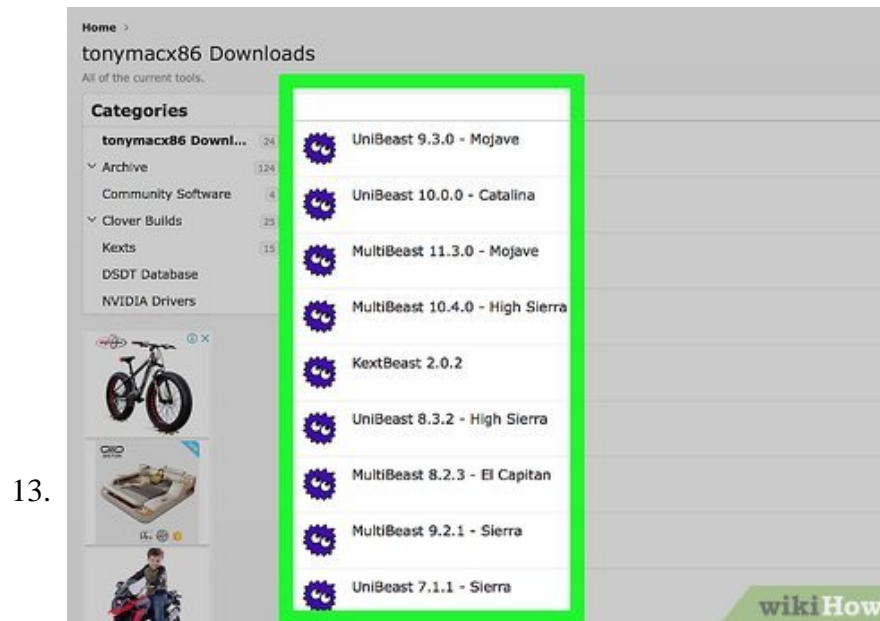 Home >
tonymacx86 Downloads
All of the current tools.
Categories
tonymacx86 Downl... 24
Archive 124
Community Software 4
Clover Builds 25
Kexts 15
DSDT Database
NVIDIA Drivers
UniBeast 9.3.0 - Mojave
UniBeast 10.0.0 - Catalina
MultiBeast 11.3.0 - Mojave
MultiBeast 10.4.0 - High Sierra
KextBeast 2.0.2
UniBeast 8.3.2 - High Sierra
MultiBeast 8.2.3 - El Capitan
MultiBeast 9.2.1 - Sierra
UniBeast 7.1.1 - Sierra
13.
wikiHow